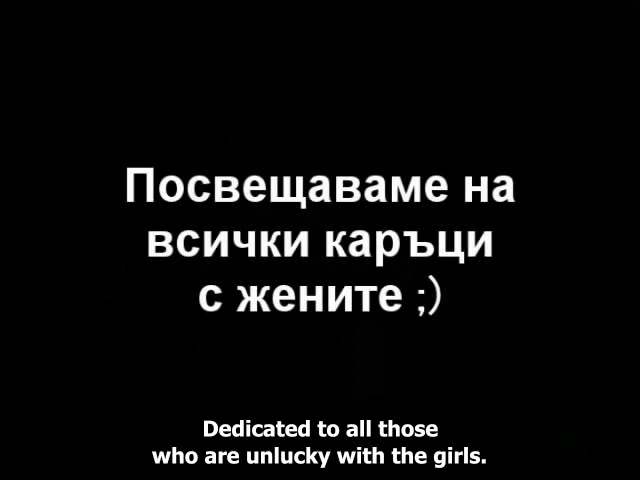 Посвещаваме на
всички каръци
с жените ;)
Dedicated to all those
who are unlucky with the girls.